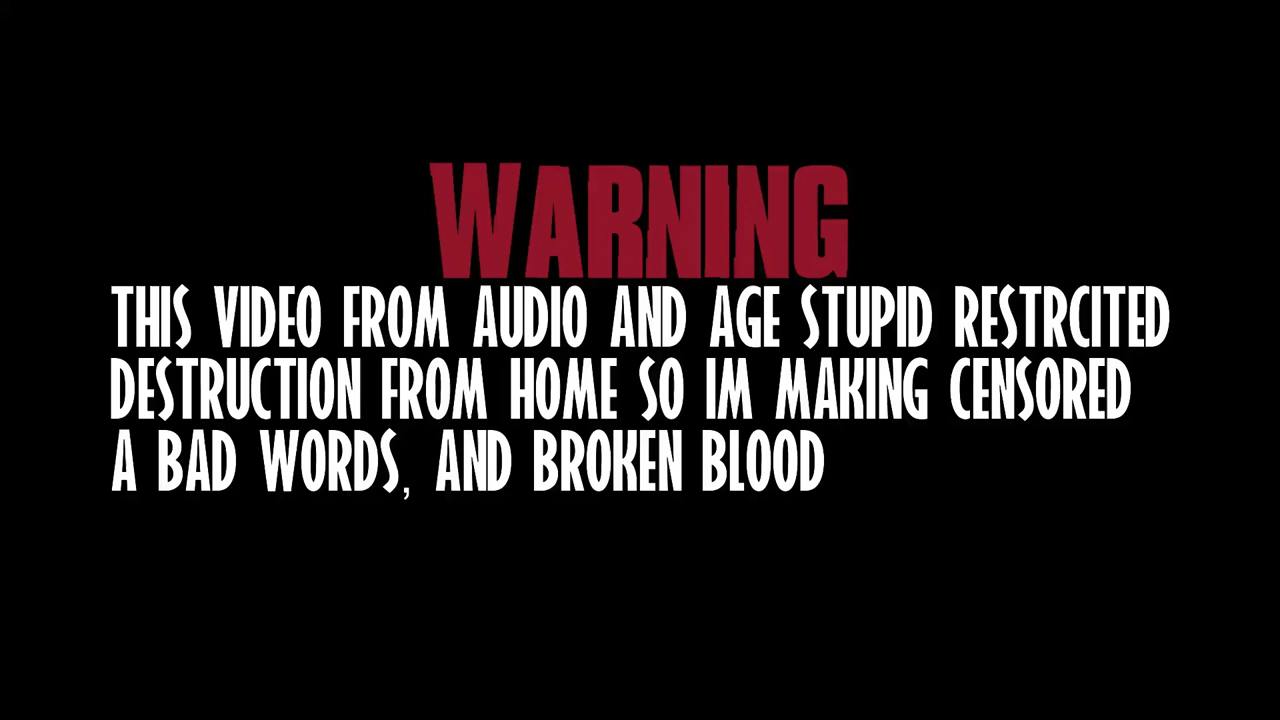 WARNING
THIS VIDEO FROM AUDIO AND AGE STUPID RESTRCITED
DESTRUCTION FROM HOME SO IM MAKING CENSORED
A BAD WORDS, AND BROKEN BLOOD